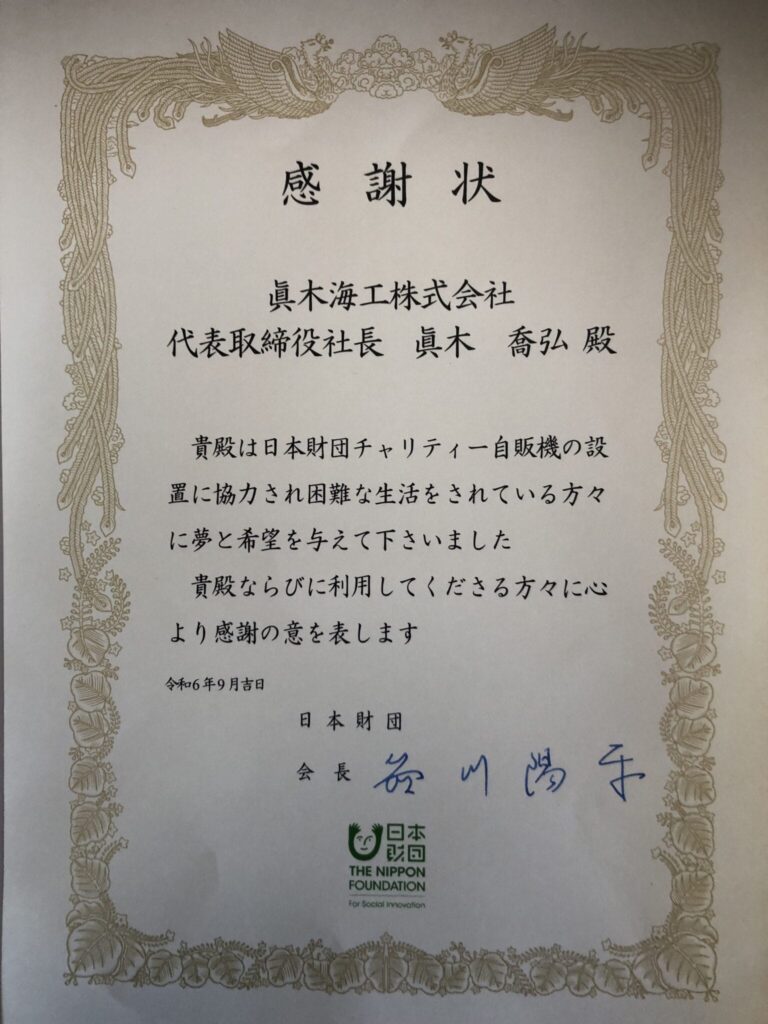 感謝状
眞木海工株式会社
代表取締役社長 眞木 喬弘 殿
貴殿は日本財団チャリティー自販機の設
置に協力され困難な生活をされている方々
に夢と希望を与えて下さいました
貴殿ならびに利用してくださる方々に心
より感謝の意を表します
令和6年9月吉日
日本財団
会長 笹川陽平
日本
財団
THE NIPPON
FOUNDATION
For Social Innovation